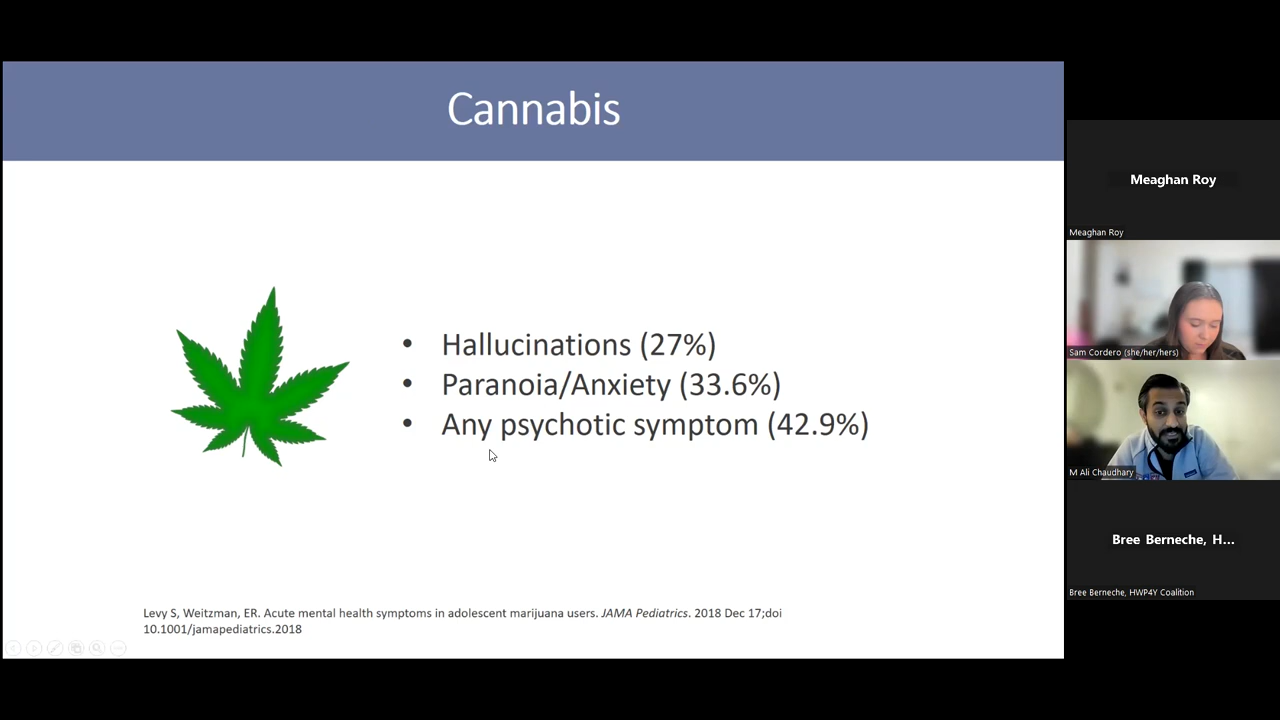 Cannabis
• Hallucinations (27%)
• Paranoia/Anxiety (33.6%)
• Any psychotic symptom (42.9%)
Levy S, Weitzman, ER. Acute mental health symptoms in adolescent marijuana users. JAMA Pediatrics. 2018 Dec 17;doi
10.1001/jamapediatrics.2018
Meaghan Roy
Meaghan Roy
Sam Cordero (she/her/hers)
M Ali Chaudhary
Bree Berneche, H...
Bree Berneche, HWP4Y Coalition